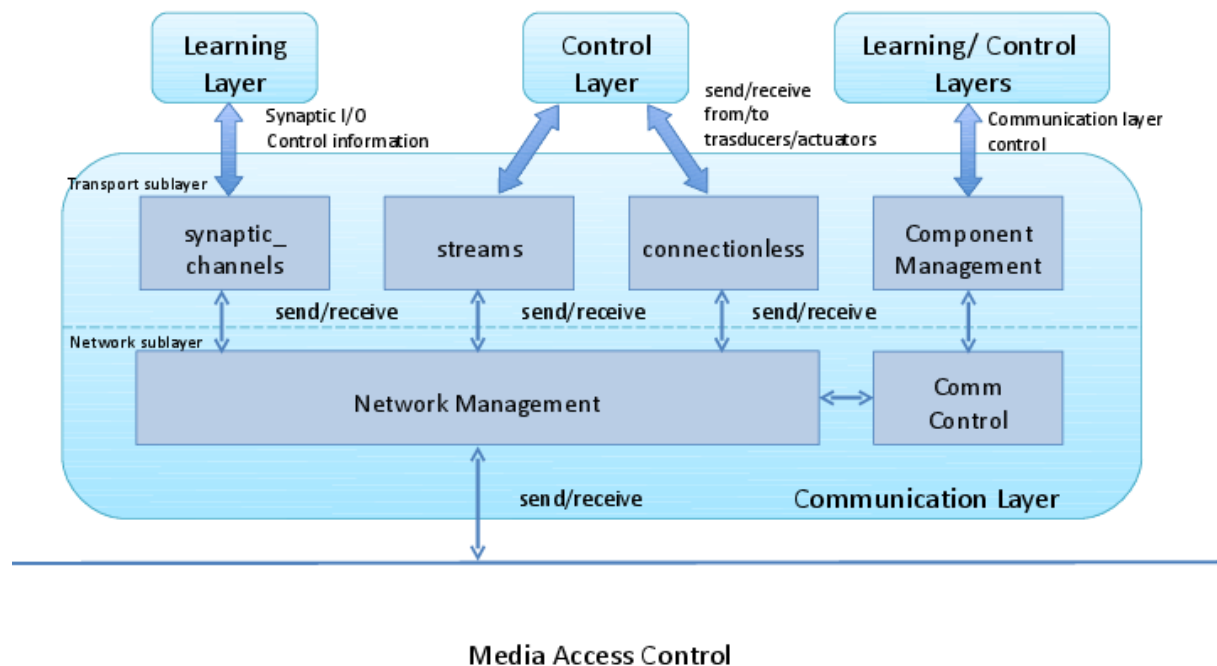 Learning
Layer
Control
Layer
Learning/ Control
Layers
Synaptic I/O
Control information
send/receive
from/to
trasducers/actuators
Communication layer
control
Transport sublayer
synaptic_
channels
streams
connectionless
Component
Management
send/receive
send/receive
send/receive
Network sublayer
Network Management
Comm
Control
send/receive
Communication Layer
Media Access Control